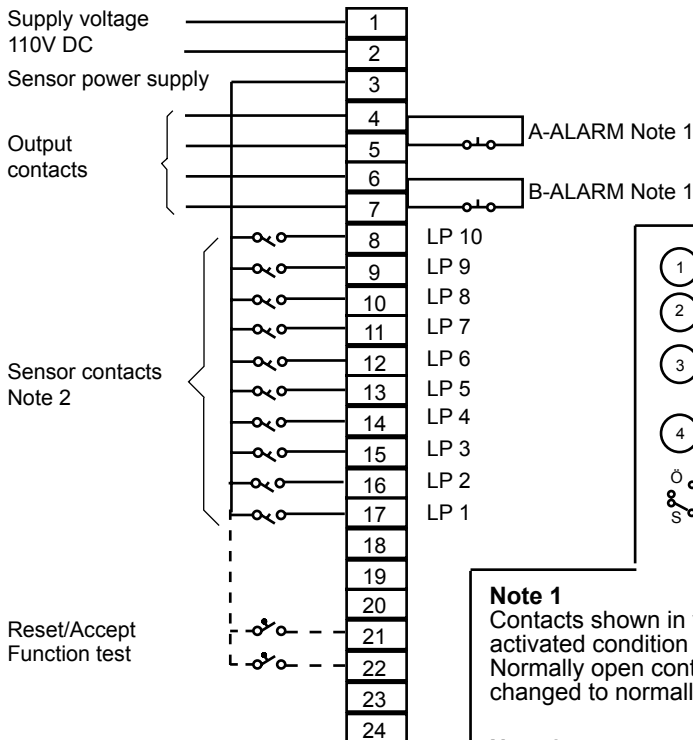 Supply voltage
110V DC
Sensor power supply
Output
contacts
Sensor contacts
Note 2
Reset/Accept
Function test
1
2
3
4
5
6
7
8
9
10
11
12
13
14
15
16
17
18
19
20
21
22
23
24
A-ALARM Note 1
B-ALARM Note 1
LP 10
LP 9
LP 8
LP 7
LP 6
LP 5
LP 4
LP 3
LP 2
LP 1
1
2
3
4
Ö
S
Note 1
Contacts shown in
activated condition
Normally open
changed to